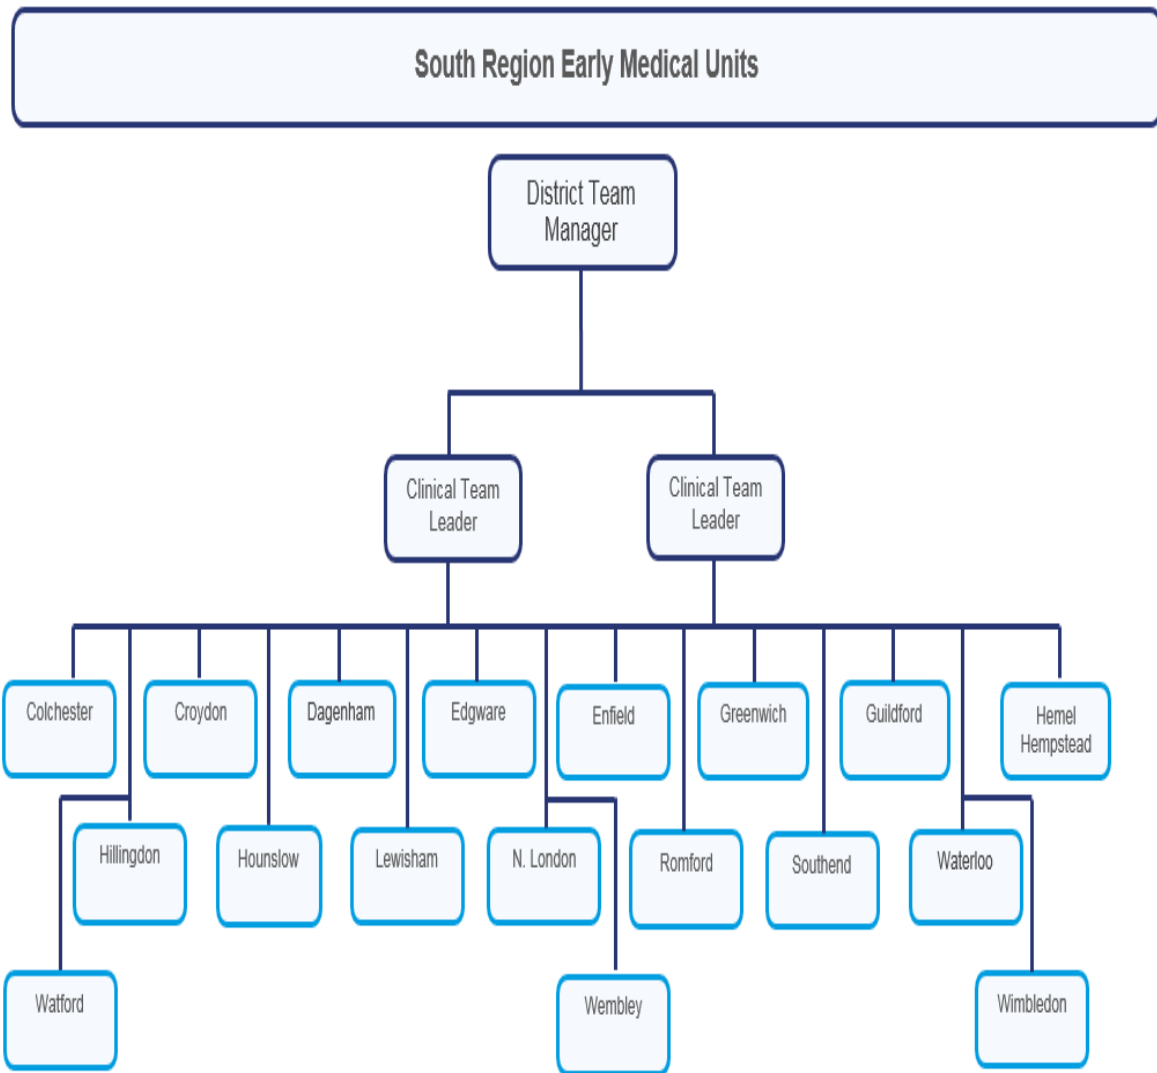 South Region Early Medical Units
District Team
Manager
Clinical Team
Leader
Clinical Team
Leader
Colchester
Croydon
Dagenham
Edgware
Enfield
Greenwich
Guildford
Hemel
Hempstead
Hillingdon
Hounslow
Lewisham
N. London
Romford
Southend
Waterloo
Watford
Wembley
Wimbledon